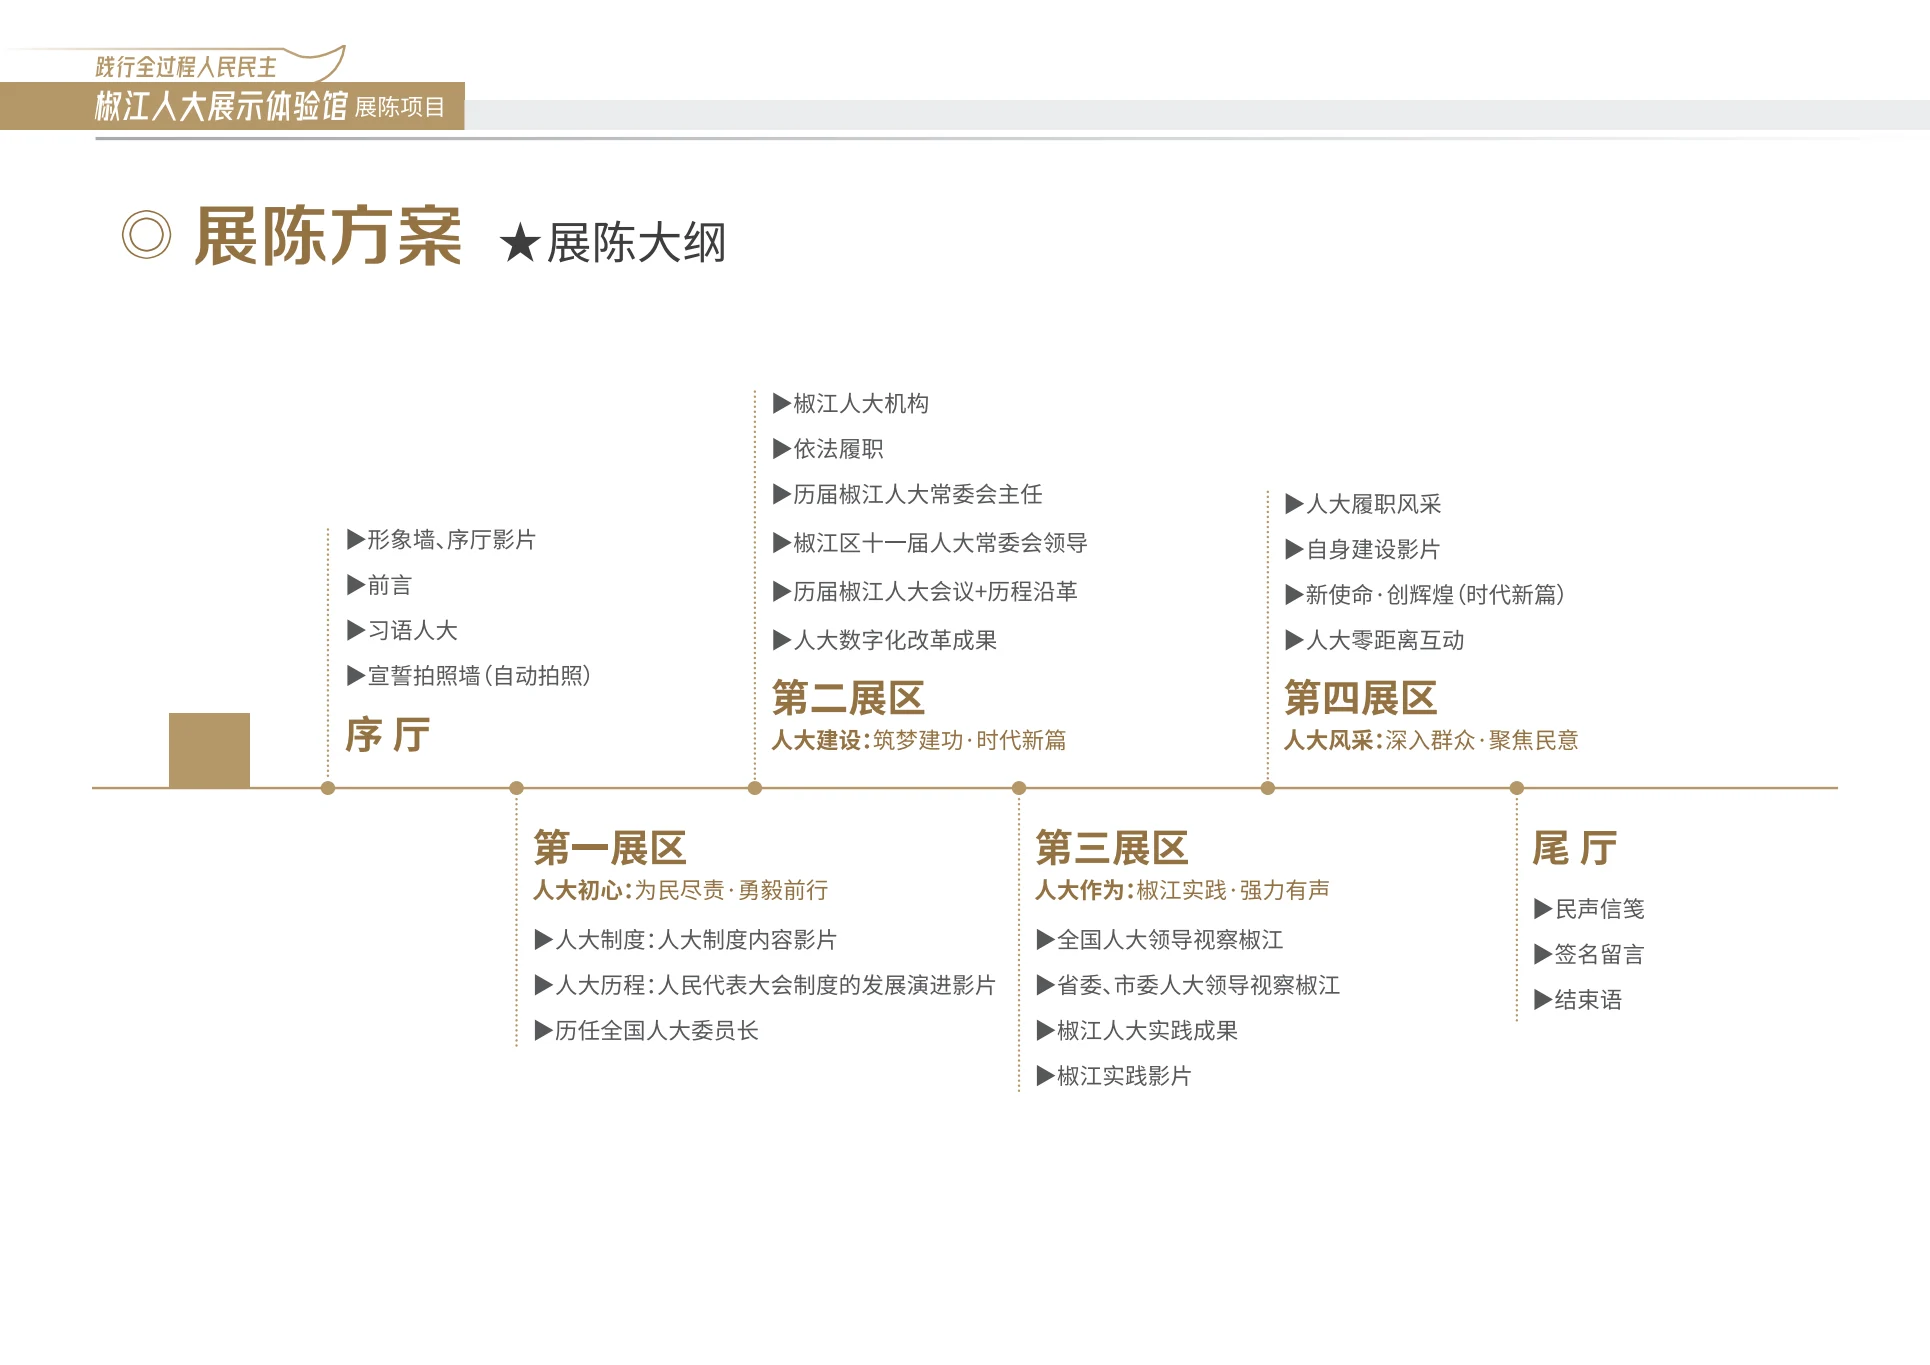 践行全过程人民民主
椒江人大展示体验馆 展陈项目
◎ 展陈方案 ★展陈大纲
▶形象墙、序厅影片
▶前言
▶习语人大
▶宣誓拍照墙（自动拍照）
序 厅
第一展区
人大初心：为民尽责·勇毅前行
▶人大制度：人大制度内容影片
▶人大历程：人民代表大会制度的发展演进影片
▶历任全国人大委员长
▶椒江人大机构
▶依法履职
▶历届椒江人大常委会主任
▶椒江区十一届人大常委会领导
▶历届椒江人大会议+历程沿革
▶人大数字化改革成果
第二展区
人大建设：筑梦建功·时代新篇
第三展区
人大作为：椒江实践·强力有声
▶全国人大领导视察椒江
▶省委、市委人大领导视察椒江
▶椒江人大实践成果
▶椒江实践影片
▶人大履职风采
▶自身建设影片
▶新使命·创辉煌（时代新篇）
▶人大零距离互动
第四展区
人大风采：深入群众·聚焦民意
尾 厅
▶民声信笺
▶签名留言
▶结束语